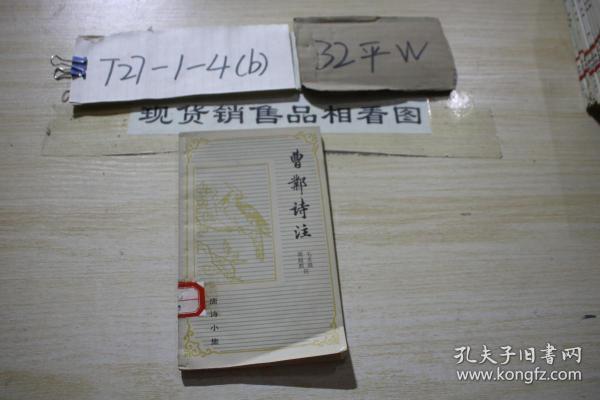 T27-1-4(b)
32平W
现货销售品相看图
曹鄴诗注
唐诗小集
孔夫子旧书网
www.kongfz.com